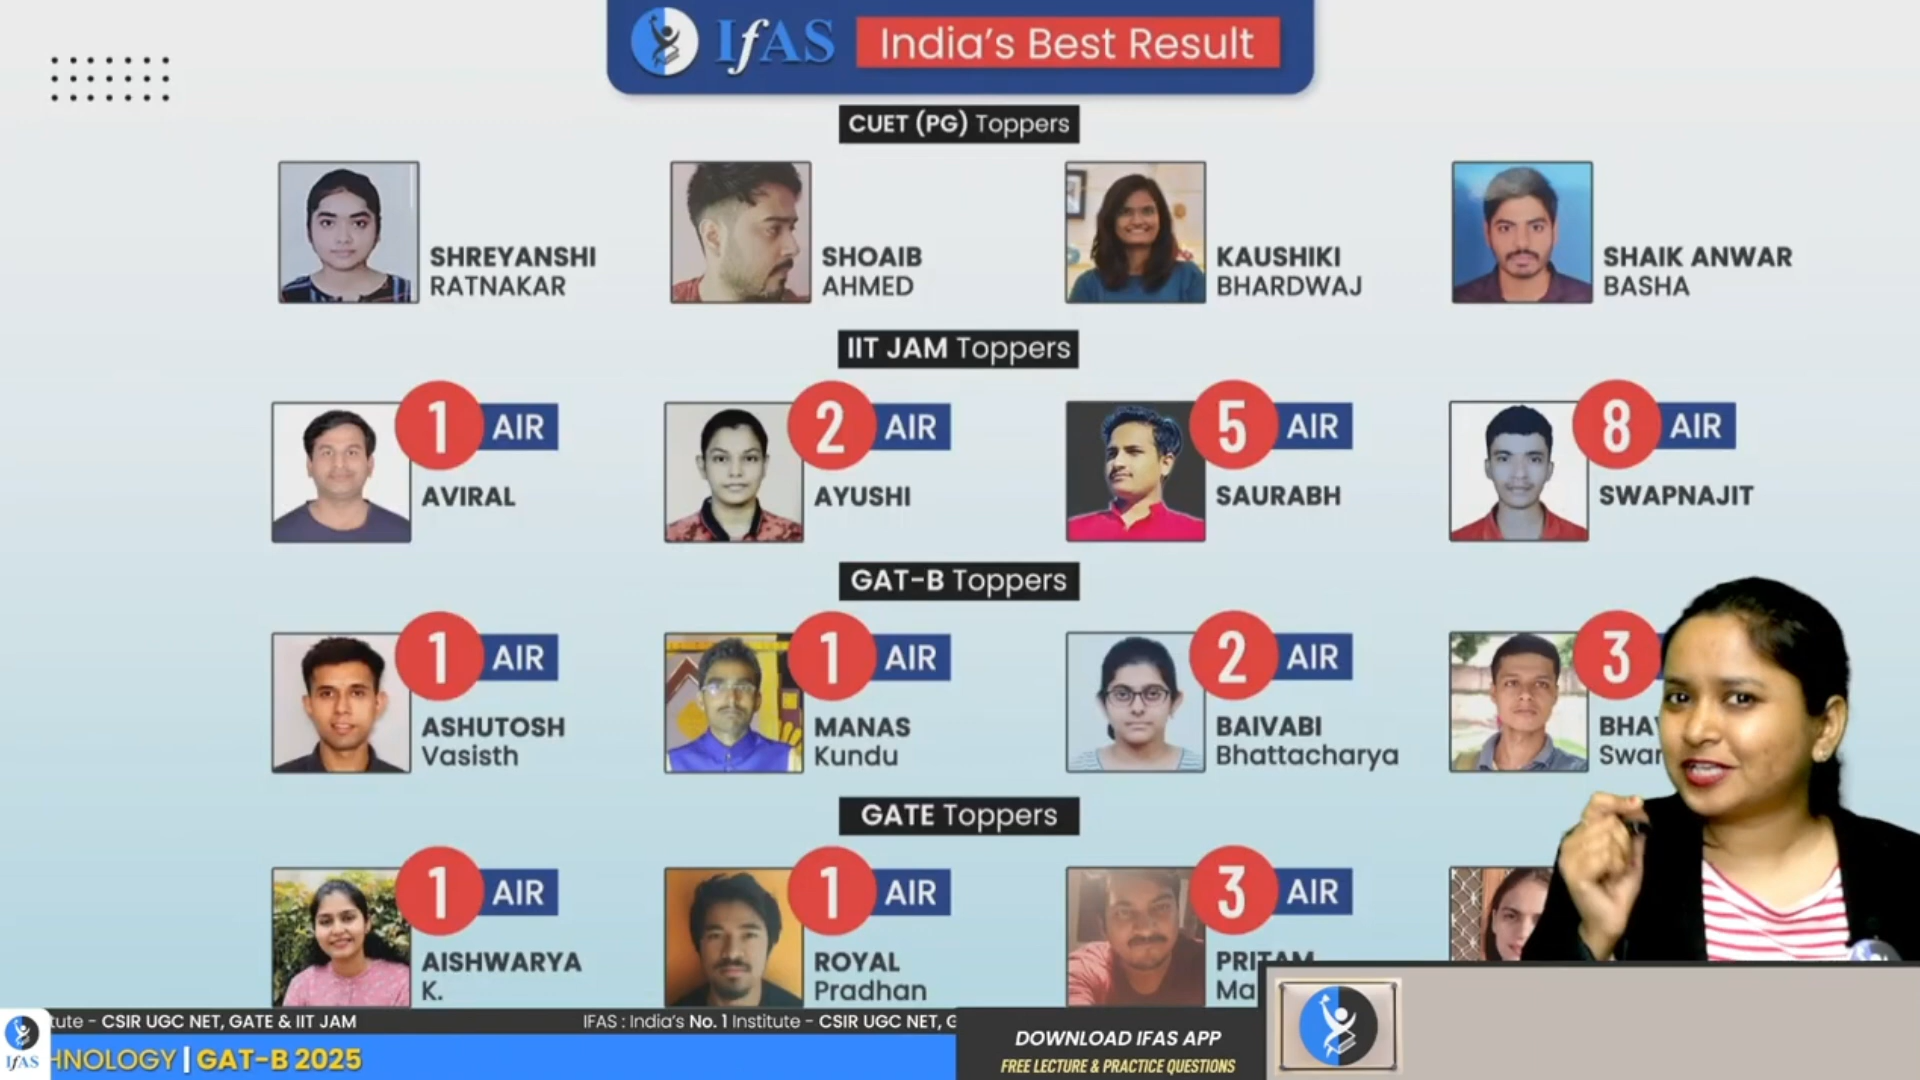 IfAS India's Best Result
CUET (PG) Toppers
SHREYANSHI
RATNAKAR
SHOAIB
AHMED
KAUSHIKI
BHARDWAJ
SHAIK ANWAR
BASHA
IIT JAM Toppers
1 AIR
AVIRAL
2 AIR
AYUSHI
5 AIR
SAURABH
8 AIR
SWAPNAJIT
GAT-B Toppers
1 AIR
ASHUTOSH
Vasisth
1 AIR
MANAS
Kundu
2 AIR
BAIVABI
Bhattacharya
3
GATE Toppers
1 AIR
AISHWARYA
K.
1 AIR
ROYAL
Pradhan
3 AIR
PRITAM
tute - CSIR UGC NET, GATE & IIT JAM
IFAS : India's No. 1 Institute - CSIR UGC NET, G
HNOLOGY | GAT-B 2025
IfAS
DOWNLOAD IFAS APP
FREE LECTURE & PRACTICE QUESTIONS